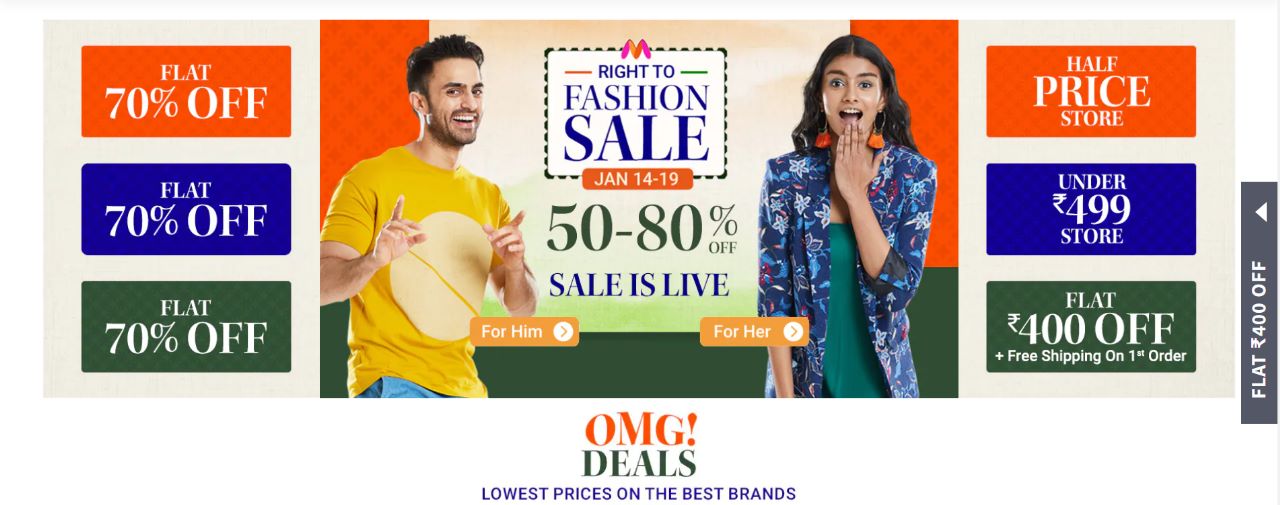 FLAT
70% OFF
FLAT
70% OFF
FLAT
70% OFF
RIGHT TO
FASHION
SALE
JAN 14-19
50-80% OFF
SALE IS LIVE
For Him
For Her
HALF
PRICE
STORE
UNDER
₹499
STORE
FLAT
₹400 OFF
+ Free Shipping On 1st Order
FLAT ₹400 OFF
OMG!
DEALS
LOWEST PRICES ON THE BEST BRANDS